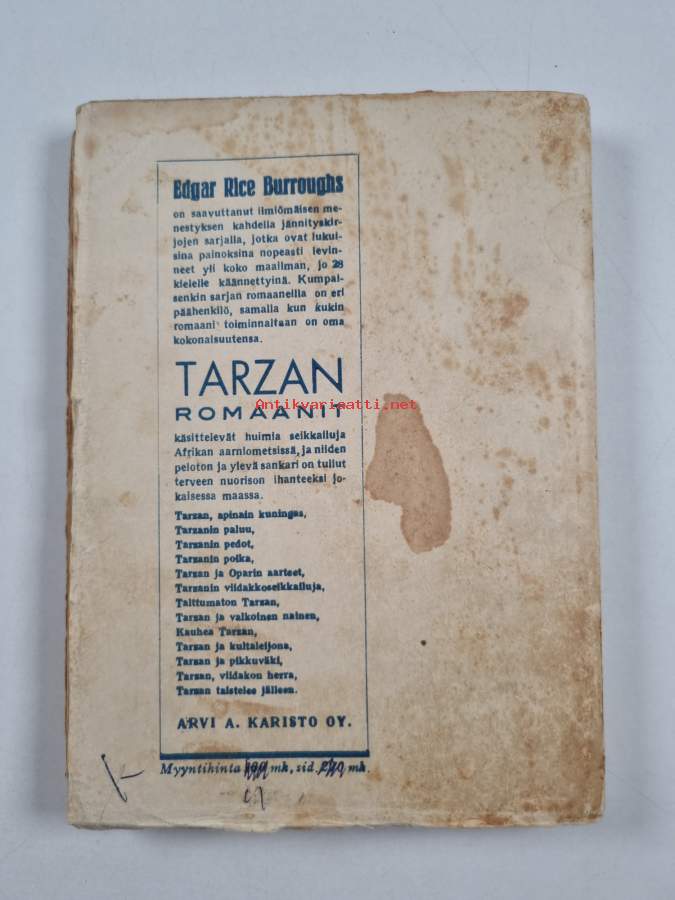 Edgar Rice Burroughs
on saavuttanut ilmiömäisen me-
nestyksen kahdella jännityskir-
jojen sarjalla, jotka ovat lukui-
sina painoksina nopeasti levin-
neet yli koko maailman, jo 28
kielelle käännettyinä. Kumpai-
senkin sarjan romaaneilla on eri
päähenkilö, samalla kun kukin
romaani toiminnaltaan on oma
kokonaisuutensa.
TARZAN
Antikvariaatti.net
ROMAANIT
käsittelevät huimia seikkailuja
Afrikan aarniometsissä, ja niiden
peloton ja ylevä sankari on tullut
terveen nuorison ihanteeksi jo-
kaisessa maassa.
Tarzan, apinain kuningas,
Tarzanin paluu,
Tarzanin pedot,
Tarzanin poika,
Tarzan ja Oparin aarteet,
Tarzanin viidakkoseikkailuja,
Talttumaton Tarzan,
Tarzan ja valkoinen nainen,
Kauhea Tarzan,
Tarzan ja kultaleijona,
Tarzan ja pikkuväki,
Tarzan, viidakon herra,
Tarzan taistelee jälleen.
ARVI A. KARISTO OY.
Myyntihinta mk, sid. mk.